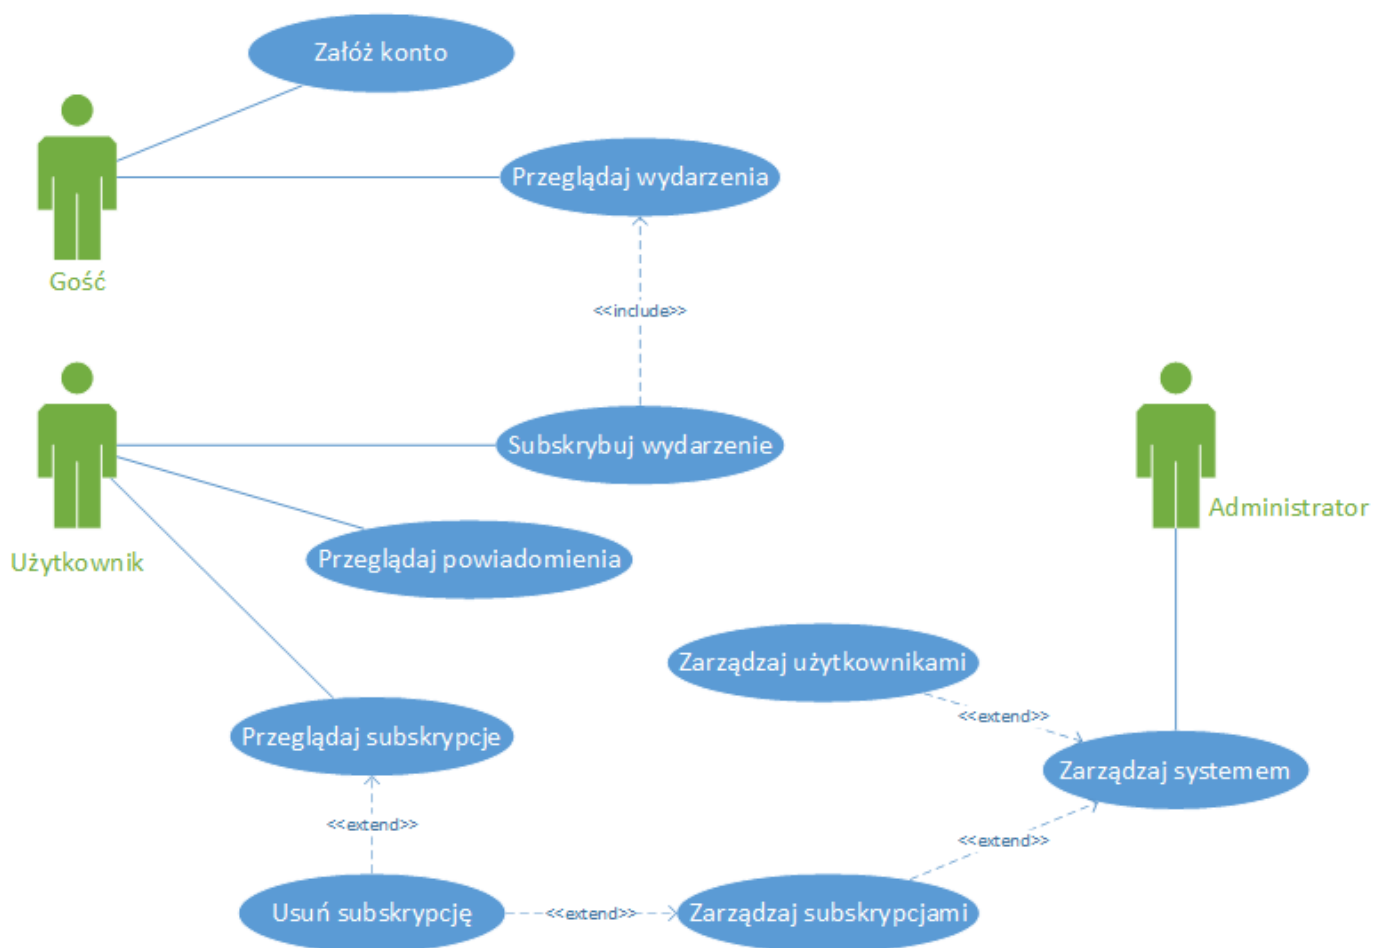 Załóż konto
Przeglądaj wydarzenia
Gość
<<include>>
Subskrybuj wydarzenie
Administrator
Użytkownik
Przeglądaj powiadomienia
Zarządzaj użytkownikami
<<extend>>
Przeglądaj subskrypcje
Zarządzaj systemem
<<extend>>
<<extend>>
Usuń subskrypcję
<<extend>>
Zarządzaj subskrypcjami